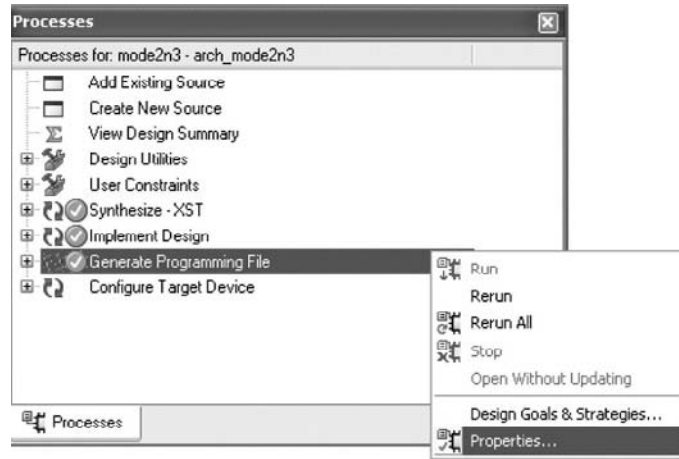 Processes
Processes for: mode2n3 - arch_mode2n3
Add Existing Source
Create New Source
View Design Summary
Design Utilities
User Constraints
Synthesize - XST
Implement Design
Generate Programming File
Configure Target Device
Run
Rerun
Rerun All
Stop
Open Without Updating
Design Goals & Strategies...
Properties...
Processes